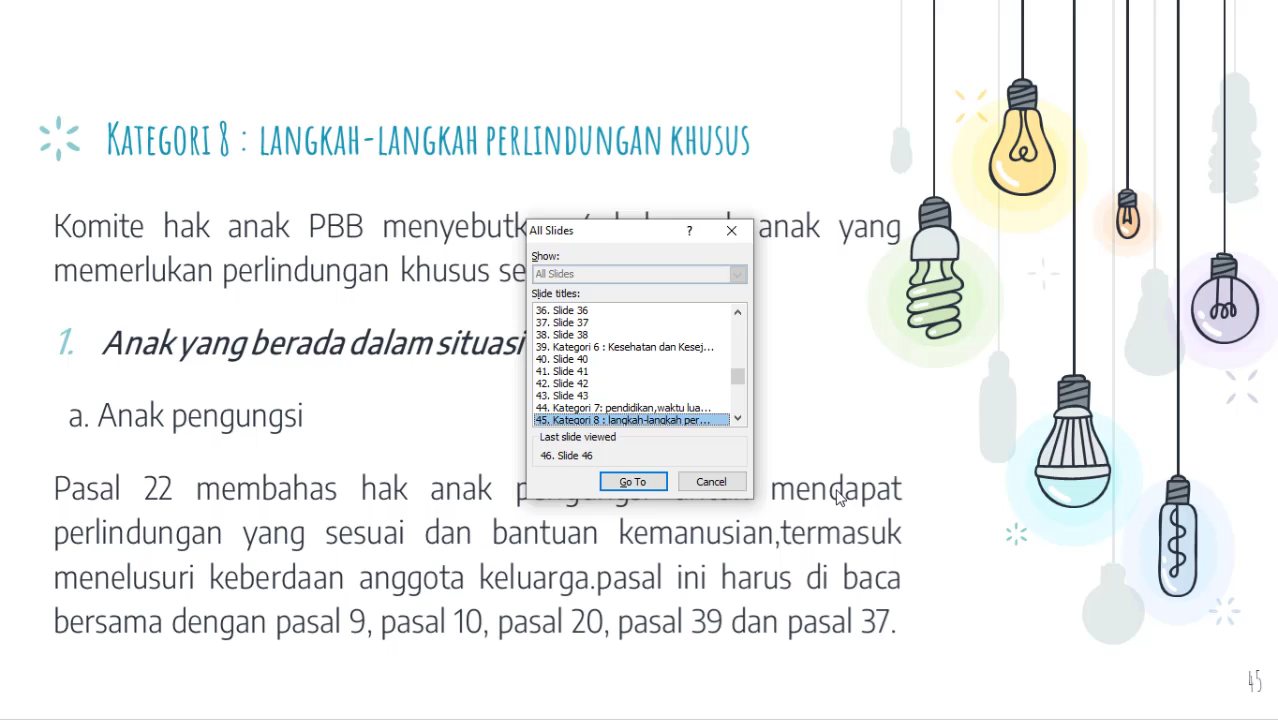 Kategori 8 : langkah-langkah perlindungan khusus
Komite hak anak PBB menyebutk anak yang
memerlukan perlindungan khusus se
1. Anak yang berada dalam situasi
a. Anak pengungsi
Pasal 22 membahas hak anak mendapat
perlindungan yang sesuai dan bantuan kemanusian,termasuk
menelusuri keberdaan anggota keluarga.pasal ini harus di baca
bersama dengan pasal 9, pasal 10, pasal 20, pasal 39 dan pasal 37.
All Slides
Show:
All Slides
Slide titles:
36. Slide 36
37. Slide 37
38. Slide 38
39. Kategori 6 : Kesehatan dan Kesej...
40. Slide 40
41. Slide 41
42. Slide 42
43. Slide 43
44. Kategori 7: pendidikan,waktu lua...
45. Kategori 8 : langkah-langkah per...
Last slide viewed
46. Slide 46
Go To Cancel
45